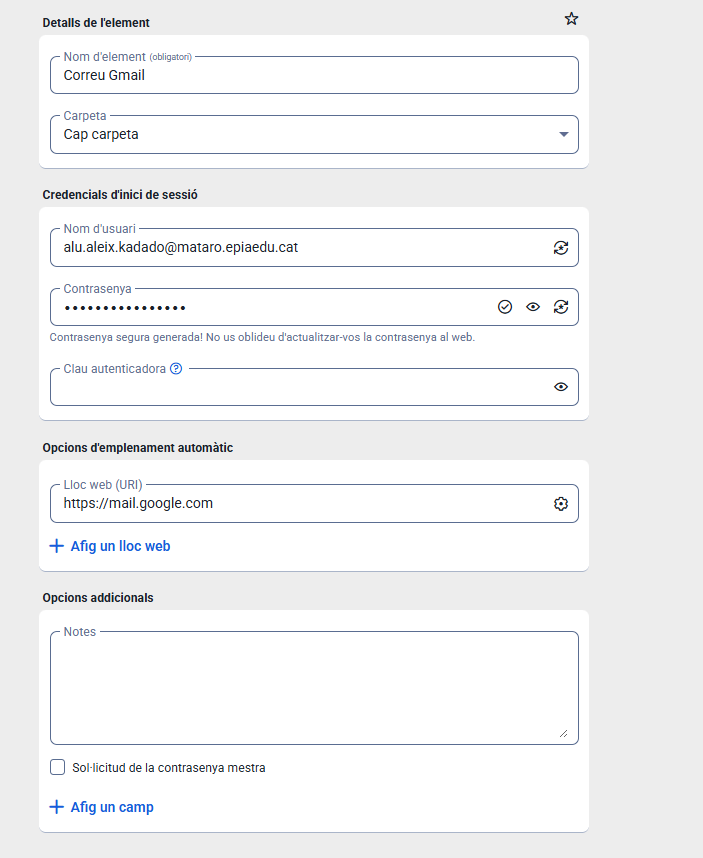 Detalls de l'element
Nom d'element (obligatori)
Correu Gmail
Carpeta
Cap carpeta
Credencials d'inici de sessió
Nom d'usuari
alu.aleix.kadado@mataro.epiaedu.cat
Contrasenya
••••••••••••••••
Contrasenya segura generada! No us oblideu d'actualitzar-vos la contrasenya al web.
Clau autenticadora
Opcions d'emplenament automàtic
Lloc web (URI)
https://mail.google.com
Afig un lloc web
Opcions addicionals
Notes
Sol·licitud de la contrasenya mestra
Afig un camp